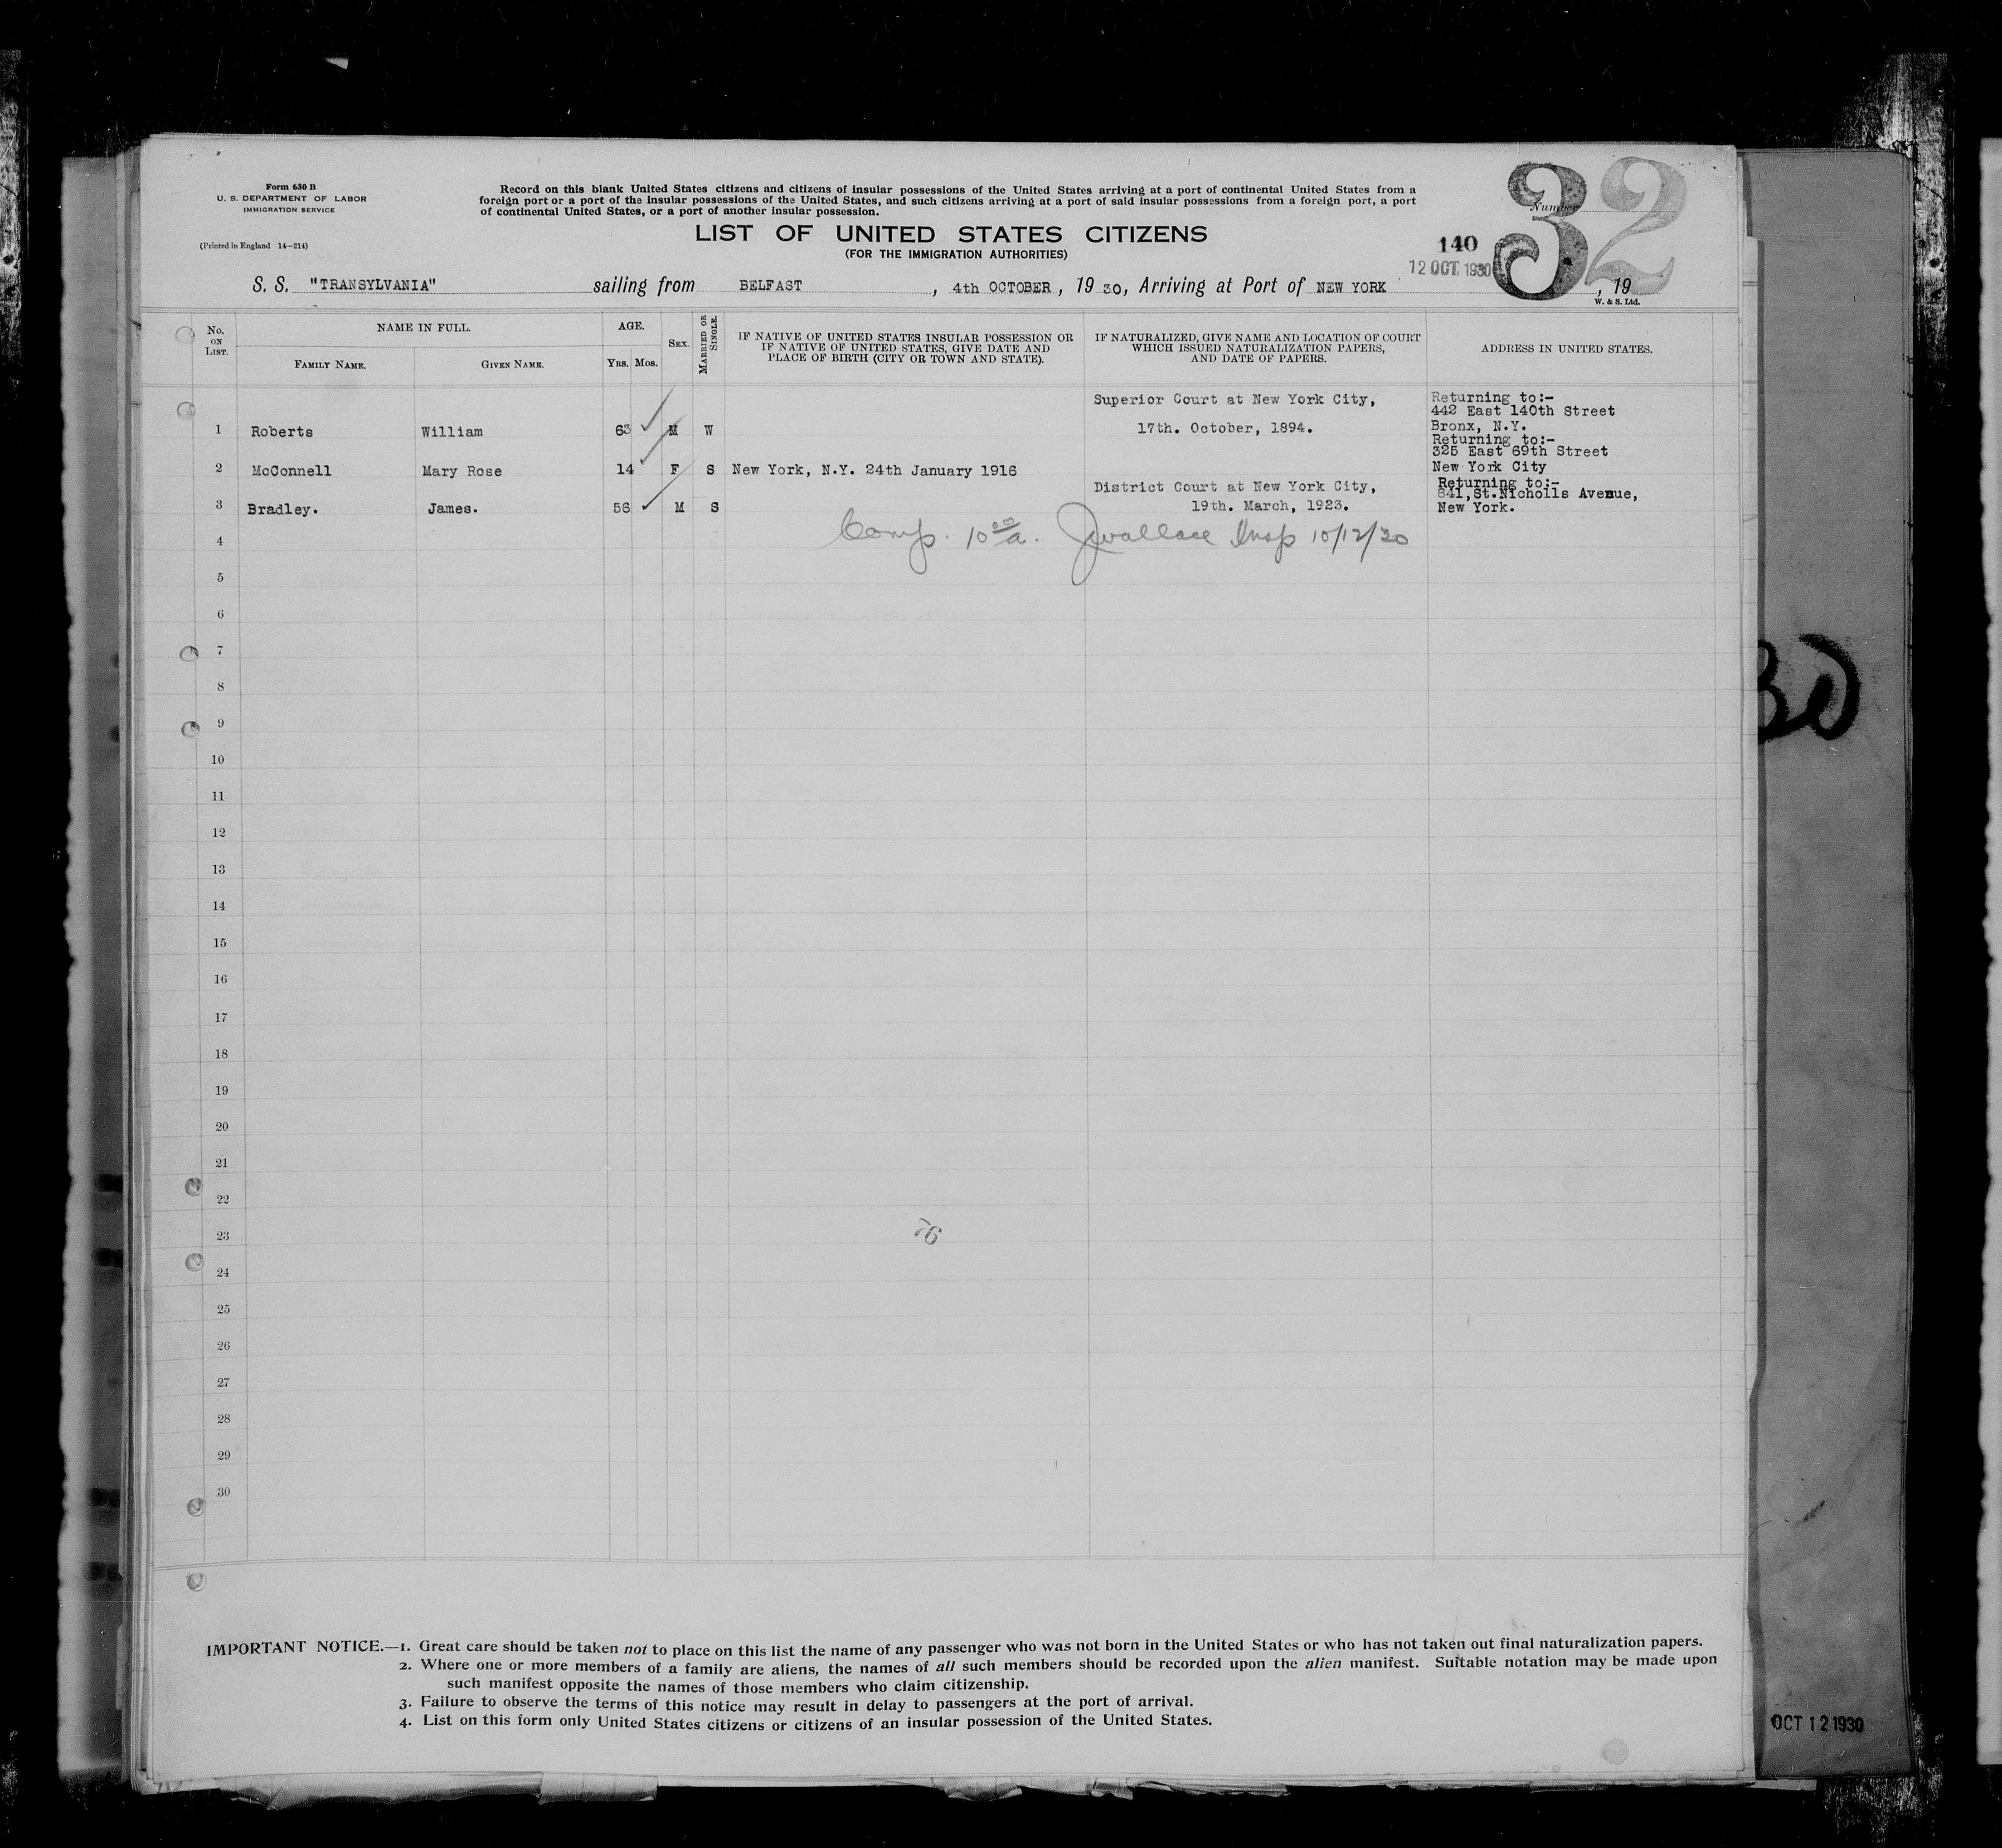 Form 630 B
U. S. DEPARTMENT OF LABOR
IMMIGRATION SERVICE
(Printed in England 14—214)
Record on this blank United States citizens and citizens of insular possessions of the United States arriving at a port of continental United States from a
foreign port or a port of the insular possessions of the United States, and such citizens arriving at a port of said insular possessions from a foreign port, a port
of continental United States, or a port of another insular possession.
LIST OF UNITED STATES CITIZENS
(FOR THE IMMIGRATION AUTHORITIES)
Number
32
140
12 OCT. 1930
S. S. "TRANSYLVANIA" sailing from BELFAST, 4th OCTOBER, 19 30, Arriving at Port of NEW YORK, 19
W. & S. Ltd.
No. ON LIST.
NAME IN FULL.
FAMILY NAME. GIVEN NAME.
AGE.
YRS. MOS.
SEX.
MARRIED OR SINGLE.
IF NATIVE OF UNITED STATES INSULAR POSSESSION OR
IF NATIVE OF UNITED STATES, GIVE DATE AND
PLACE OF BIRTH (CITY OR TOWN AND STATE).
IF NATURALIZED, GIVE NAME AND LOCATION OF COURT
WHICH ISSUED NATURALIZATION PAPERS,
AND DATE OF PAPERS.
ADDRESS IN UNITED STATES.
Superior Court at New York City, Returning to:-
442 East 140th Street
1 Roberts William 63 M W 17th. October, 1894. Bronx, N.Y.
Returning to:-
325 East 69th Street
2 McConnell Mary Rose 14 F S New York, N.Y. 24th January 1916 New York City
District Court at New York City, Returning to:-
841, St. Nicholls Avenue,
3 Bradley. James. 56 M S 19th. March, 1923. New York.
4 Comp. 10 00/a. JWallace Insp 10/12/30
5
6
7
8
9
10
11
12
13
14
15
16
17
18
19
20
21
22
23 76
24
25
26
27
28
29
30
IMPORTANT NOTICE.—1. Great care should be taken not to place on this list the name of any passenger who was not born in the United States or who has not taken out final naturalization papers.
2. Where one or more members of a family are aliens, the names of all such members should be recorded upon the alien manifest. Suitable notation may be made upon
such manifest opposite the names of those members who claim citizenship.
3. Failure to observe the terms of this notice may result in delay to passengers at the port of arrival.
4. List on this form only United States citizens or citizens of an insular possession of the United States.
OCT 12 1930